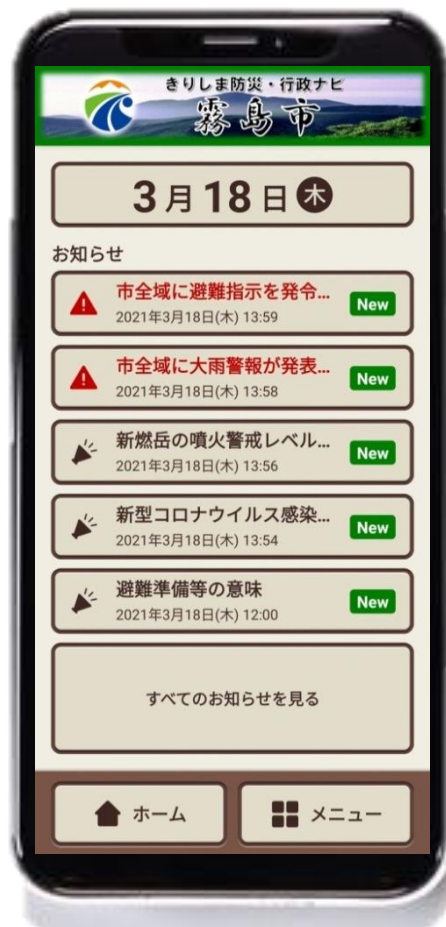 きりしま防災・行政ナビ
霧島市
3月18日 木
お知らせ
市全域に避難指示を発令...
2021年3月18日(木) 13:59
New
市全域に大雨警報が発表...
2021年3月18日(木) 13:58
New
新燃岳の噴火警戒レベル...
2021年3月18日(木) 13:56
New
新型コロナウイルス感染...
2021年3月18日(木) 13:54
New
避難準備等の意味
2021年3月18日(木) 12:00
New
すべてのお知らせを見る
ホーム
メニュー